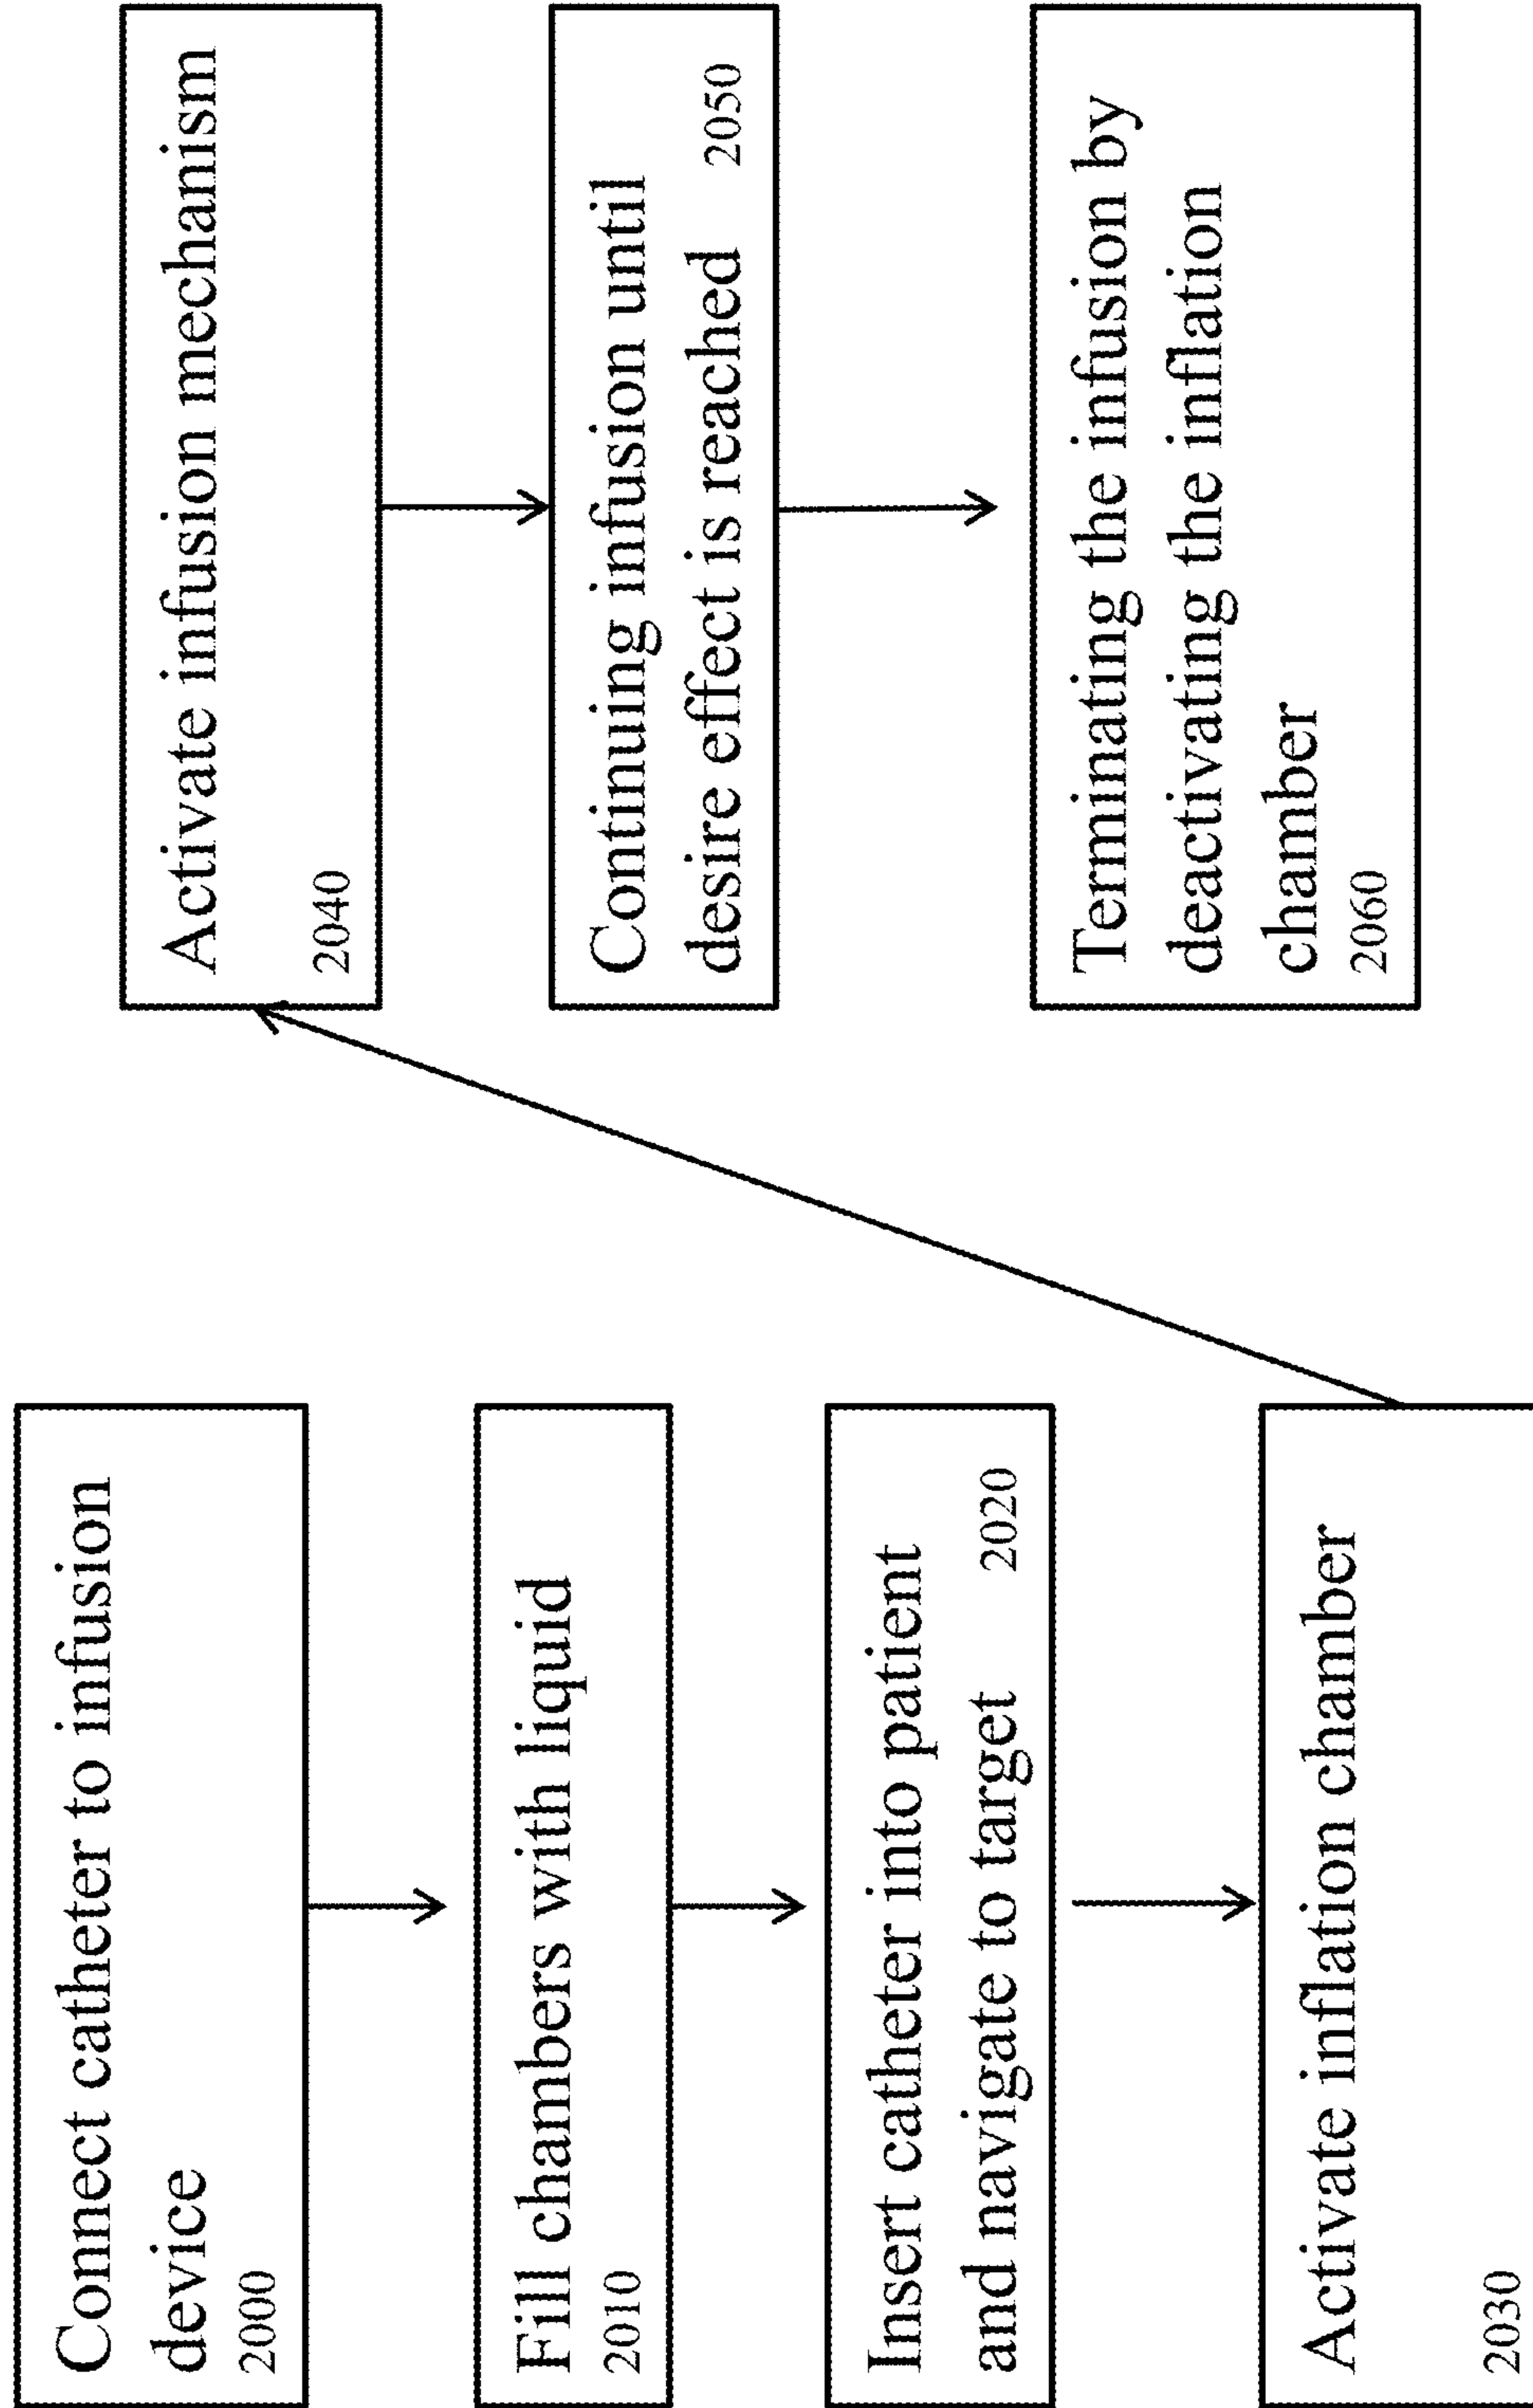 Connect catheter to infusion
device
2000
Fill chambers with liquid
2010
Insert catheter into patient
and navigate to target 2020
Activate inflation chamber
2030
Activate infusion mechanism
2040
Continuing infusion until
desire effect is reached 2050
Terminating the infusion by
deactivating the inflation
chamber
2060